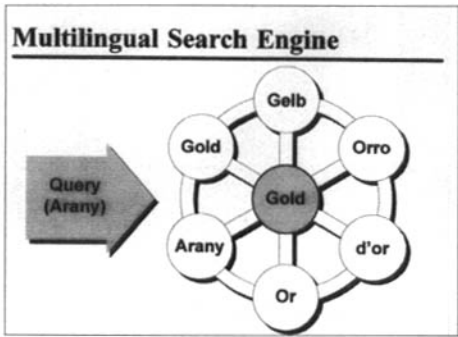 Multilingual Search Engine
Gelb
Gold
Orro
Query
(Arany)
Gold
Arany
d'or
Or